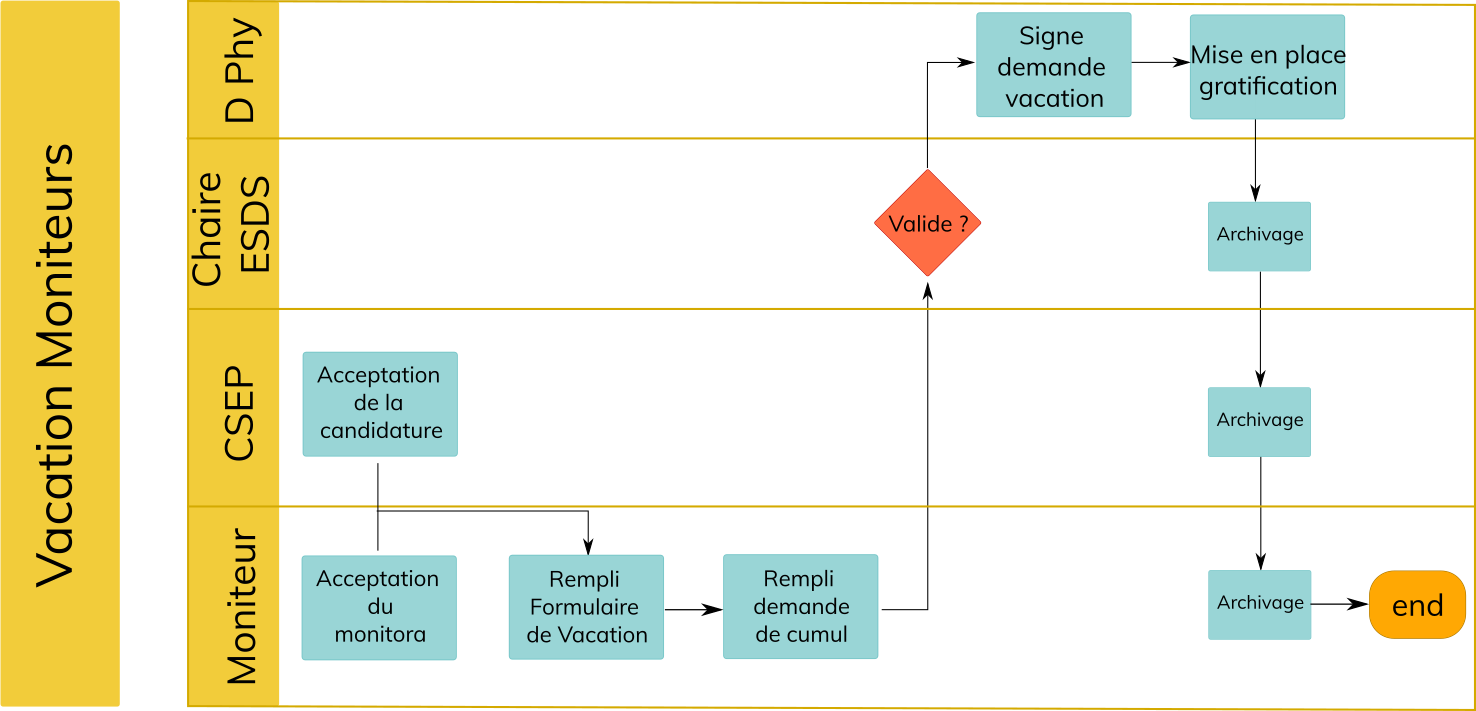 Vacation Moniteurs
D Phy
Signe
demande
vacation
Mise en place
gratification
Chaire
ESDS
Valide ?
Archivage
CSEP
Acceptation
de la
candidature
Archivage
Moniteur
Acceptation
du
monitora
Rempli
Formulaire
de Vacation
Rempli
demande
de cumul
Archivage
end